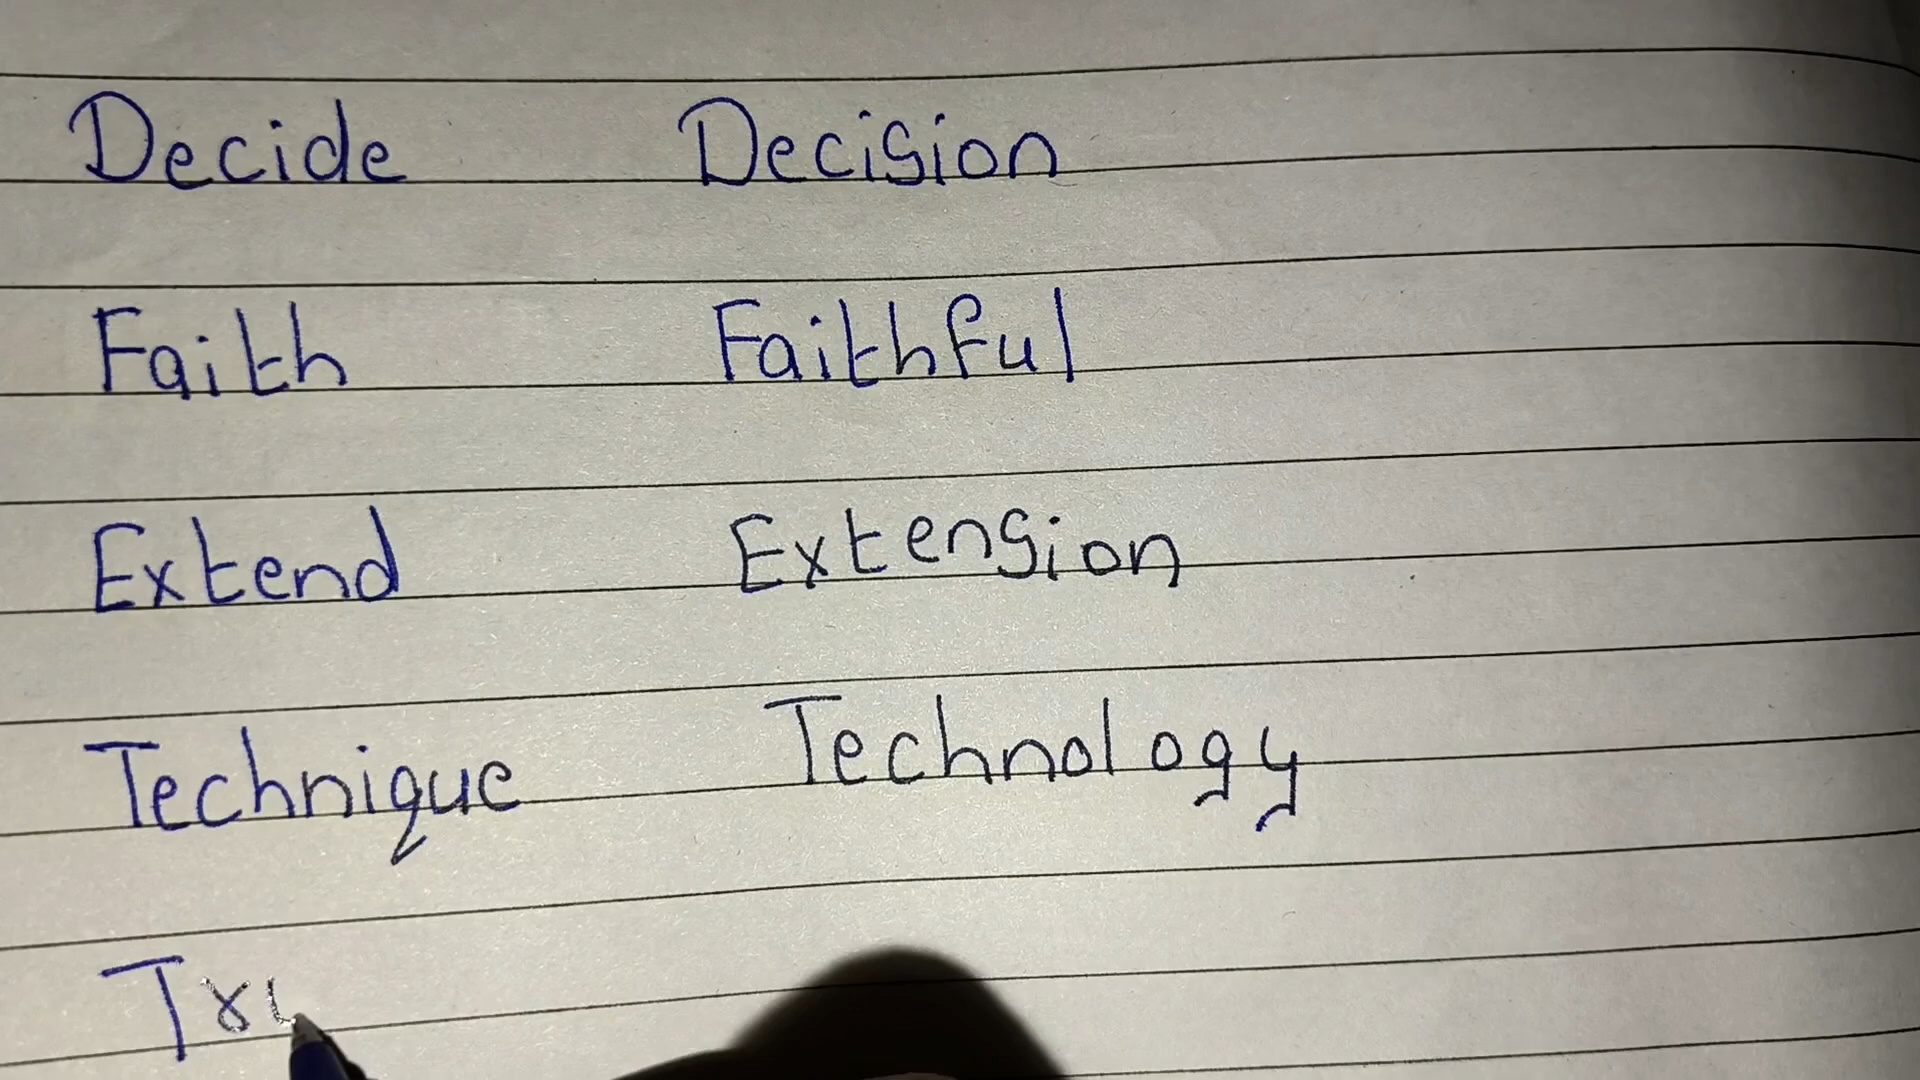 Decide Decision
Faith Faithful
Extend Extension
Technique Technology